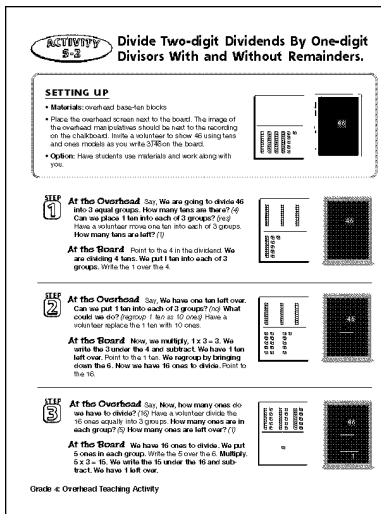 ACTIVITY
5-2
Divide Two-digit Dividends By One-digit
Divisors With and Without Remainders.
SETTING UP
• Materials: overhead base-ten blocks
• Place the overhead screen next to the board. The image of
the overhead manipulatives should be next to the recording
on the chalkboard. Invite a volunteer to show 46 using tens
and ones models as you write 3)46 on the board.
• Option: Have students use materials and work along with
you.
46
STEP
1
At the Overhead Say, We are going to divide 46
into 3 equal groups. How many tens are there? (4)
Can we place 1 ten into each of 3 groups? (yes)
Have a volunteer move one ten into each of 3 groups.
How many tens are left? (1)
At the Board Point to the 4 in the dividend. We
are dividing 4 tens. We put 1 ten into each of 3
groups. Write the 1 over the 4.
46
STEP
2
At the Overhead Say, We have one ten left over.
Can we put 1 ten into each of 3 groups? (no) What
could we do? (regroup 1 ten as 10 ones) Have a
volunteer replace the 1 ten with 10 ones.
At the Board Now, we multiply, 1 x 3 = 3. We
write the 3 under the 4 and subtract. We have 1 ten
left over. Point to the 1 ten. We regroup by bringing
down the 6. Now we have 16 ones to divide. Point to
the 16.
46
STEP
3
At the Overhead Say, Now, how many ones do
we have to divide? (16) Have a volunteer divide the
16 ones equally into 3 groups. How many ones are in
each group? (5) How many ones are left over? (1)
At the Board We have 16 ones to divide. We put
5 ones in each group. Write the 5 over the 6. Multiply.
5 x 3 = 15. We write the 15 under the 16 and sub-
tract. We have 1 left over.
46
1
Grade 4: Overhead Teaching Activity